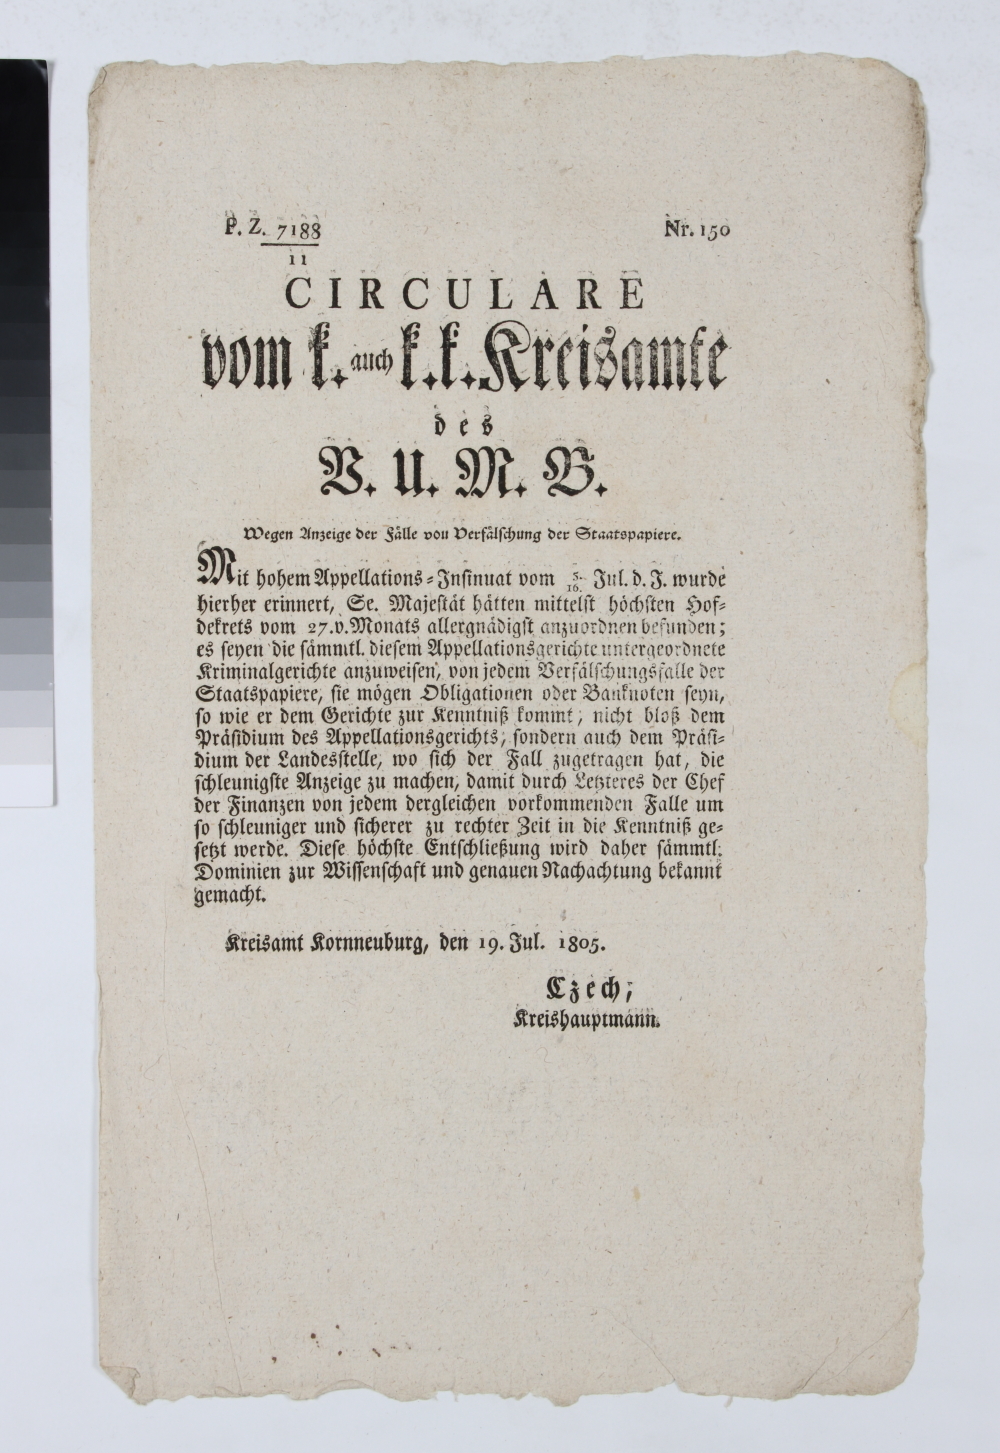 P. Z. 7188
11
Nr. 150
CIRCULARE
vom k. auch k. k. Kreisamte
des
V. U. M. B.
Wegen Anzeige der Fälle von Verfälschung der Staatspapiere.
Mit hohem Appellations-Insinuat vom 5/16. Jul. d. J. wurde
hierher erinnert, Se. Majestät hätten mittelst höchsten Hof-
dekrets vom 27. v. Monats allergnädigst anzuordnen befunden;
es seyen die sämmtl. diesem Appellationsgerichte untergeordnete
Kriminalgerichte anzuweisen, von jedem Verfälschungsfalle der
Staatspapiere, sie mögen Obligationen oder Banknoten seyn,
so wie er dem Gerichte zur Kenntniß kommt, nicht bloß dem
Präsidium des Appellationsgerichts, sondern auch dem Präsi-
dium der Landesstelle, wo sich der Fall zugetragen hat, die
schleunigste Anzeige zu machen, damit durch Letzteres der Chef
der Finanzen von jedem dergleichen vorkommenden Falle um
so schleuniger und sicherer zu rechter Zeit in die Kenntniß ge-
setzt werde. Diese höchste Entschließung wird daher sämmtl.
Dominien zur Wissenschaft und genauen Nachachtung bekannt
gemacht.
Kreisamt Kornneuburg, den 19. Jul. 1805.
Czech,
Kreishauptmann.